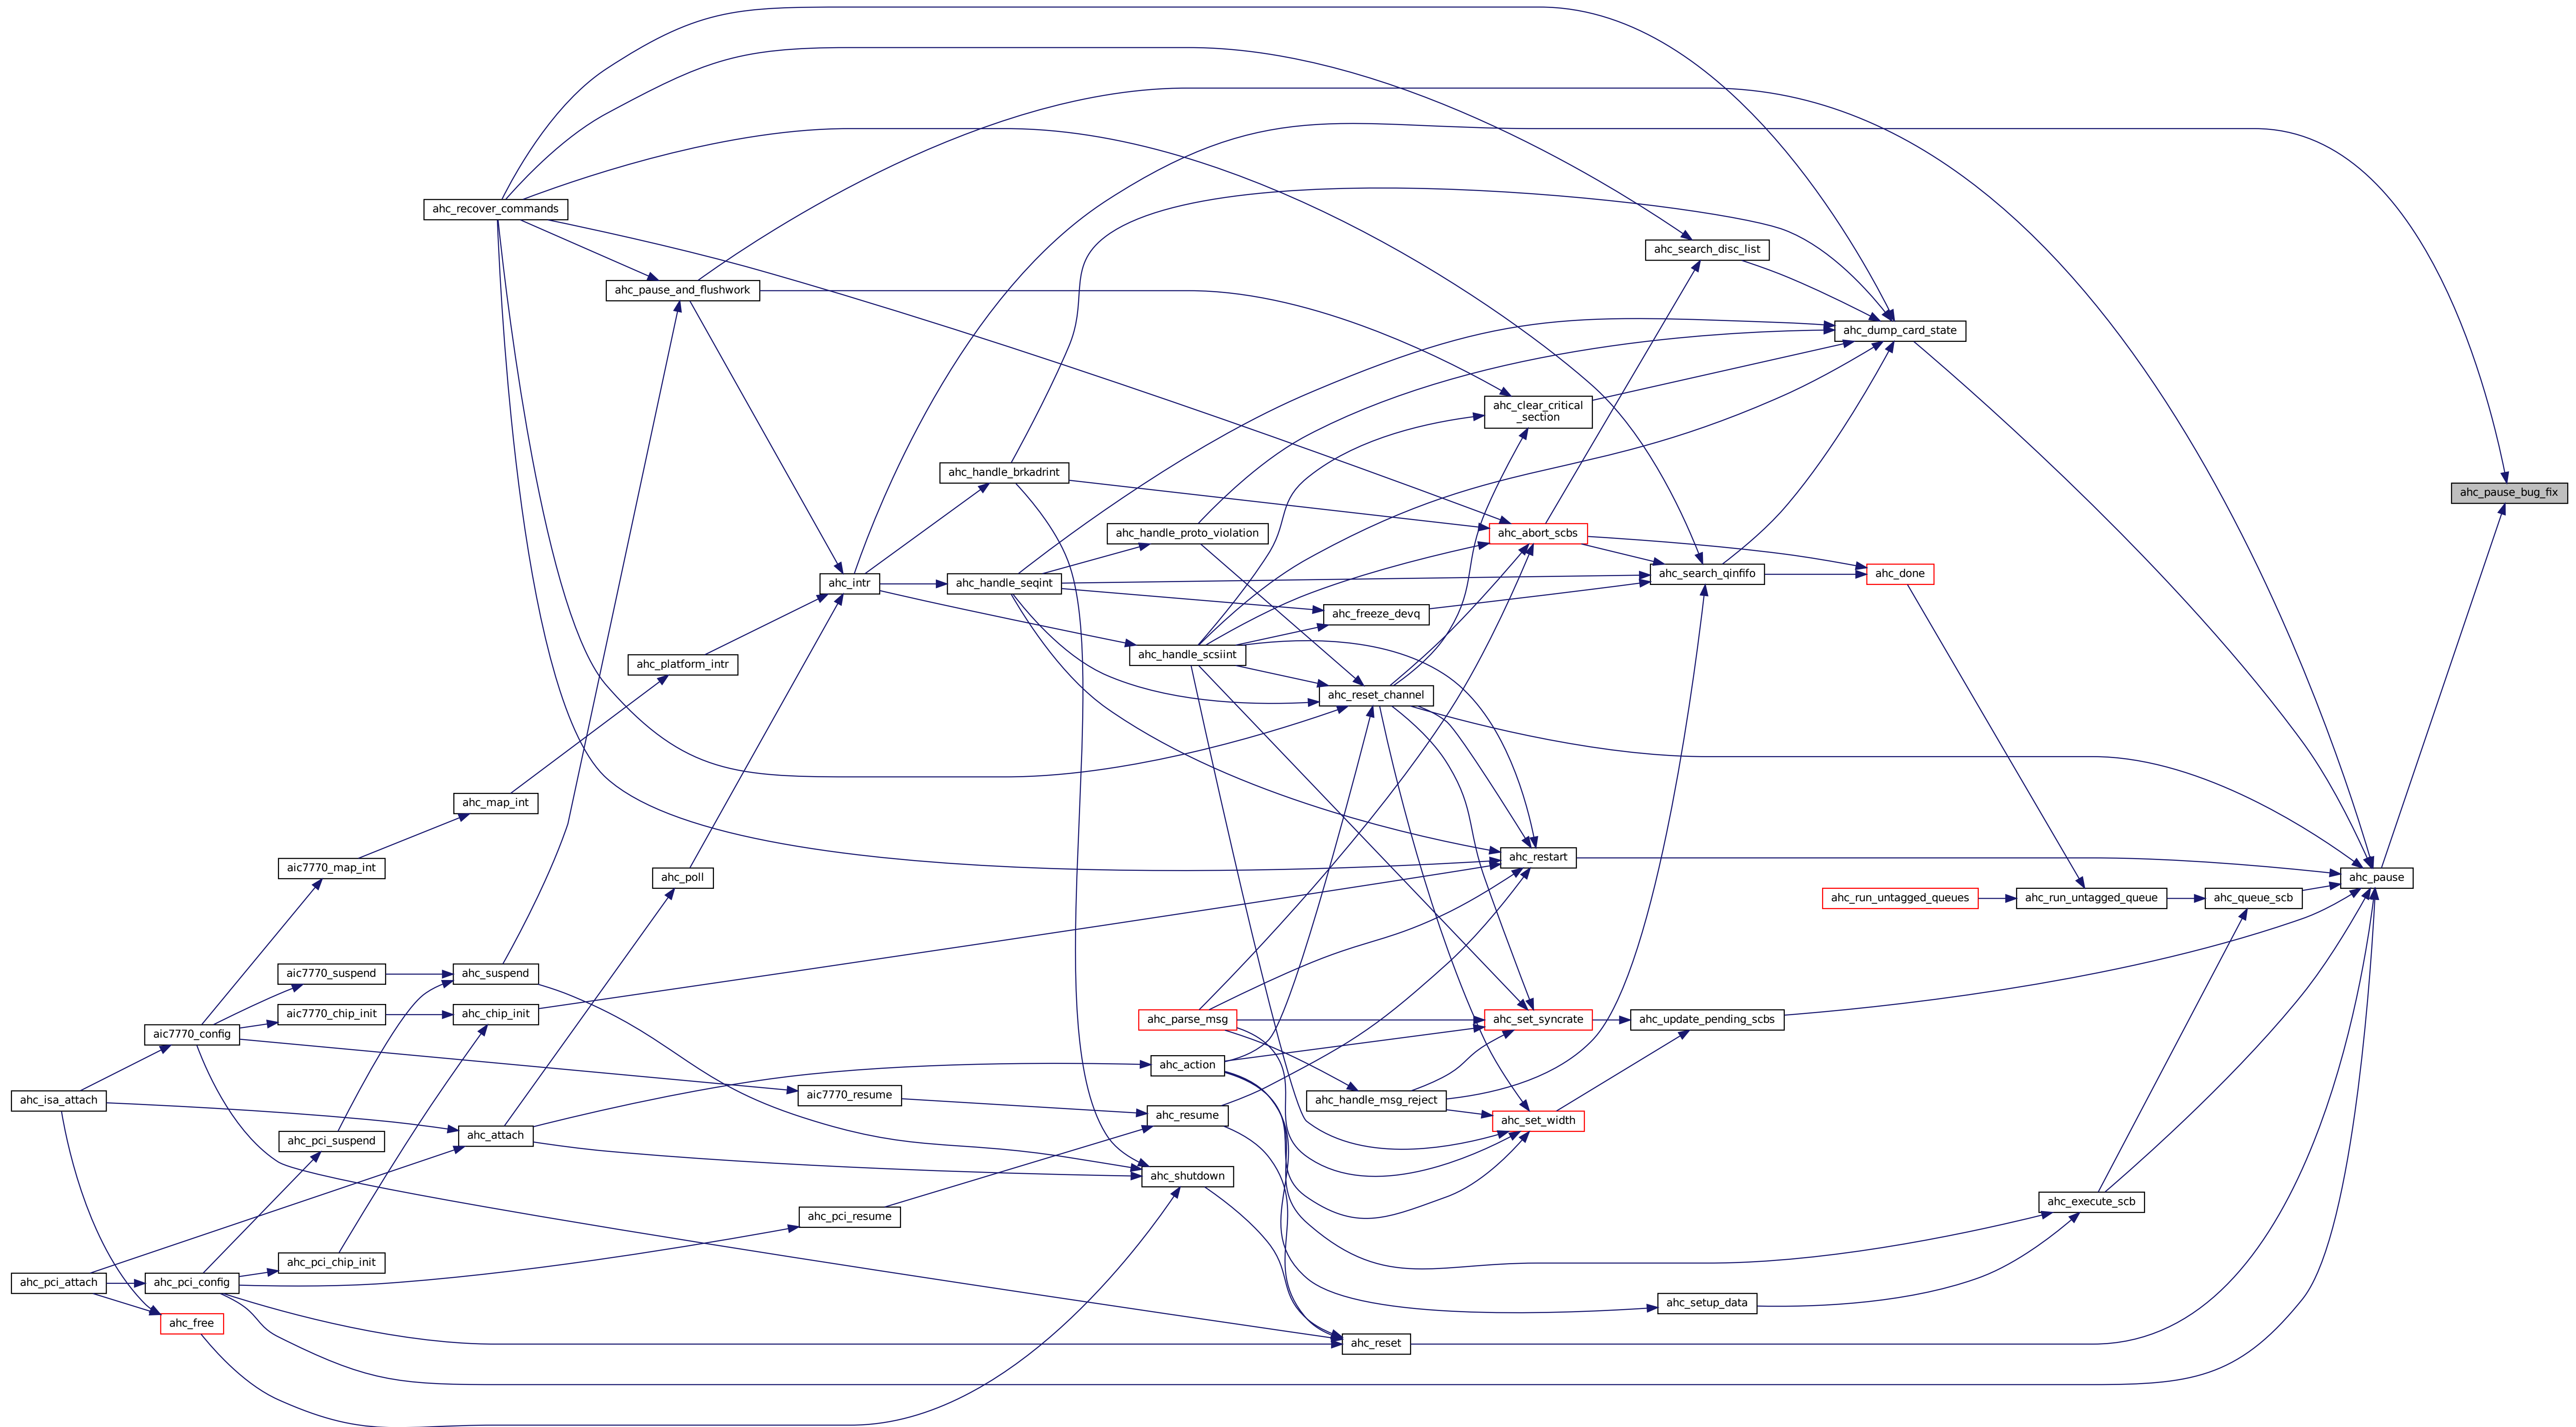 ahc_recover_commands
ahc_search_disc_list
ahc_pause_and_flushwork
ahc_dump_card_state
ahc_clear_critical
_section
ahc_handle_brkadrint
ahc_pause_bug_fix
ahc_handle_proto_violation
ahc_abort_scbs
ahc_intr
ahc_handle_seqint
ahc_search_qinfifo
ahc_done
ahc_freeze_devq
ahc_platform_intr
ahc_handle_scsiint
ahc_reset_channel
ahc_map_int
ahc_restart
aic7770_map_int
ahc_poll
ahc_pause
ahc_run_untagged_queues
ahc_run_untagged_queue
ahc_queue_scb
aic7770_suspend
ahc_suspend
aic7770_chip_init
ahc_chip_init
ahc_parse_msg
ahc_set_syncrate
ahc_update_pending_scbs
aic7770_config
ahc_action
aic7770_resume
ahc_isa_attach
ahc_handle_msg_reject
ahc_resume
ahc_set_width
ahc_attach
ahc_pci_suspend
ahc_shutdown
ahc_execute_scb
ahc_pci_resume
ahc_pci_chip_init
ahc_pci_attach
ahc_pci_config
ahc_setup_data
ahc_free
ahc_reset